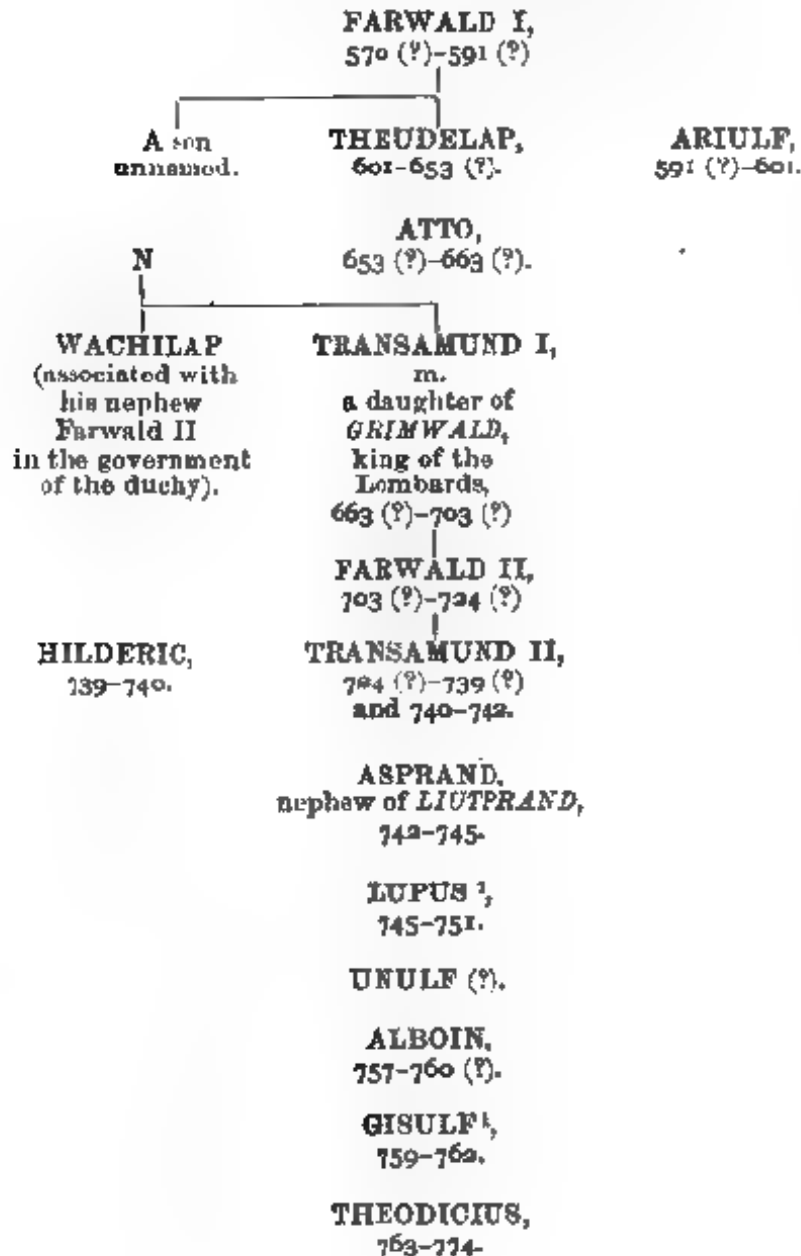 FARWALD I,
570 (?)-591 (?)
A son
unnamed.
THEUDELAP,
601-653 (?).
ARIULF,
591 (?)-601.
ATTO,
653 (?)-663 (?).
N
WACHILAP
(associated with
his nephew
Farwald II
in the government
of the duchy).
TRANSAMUND I,
m.
a daughter of
GRIMWALD,
king of the
Lombards,
663 (?)-703 (?)
FARWALD II,
703 (?)-724 (?)
HILDERIC,
739-740.
TRANSAMUND II,
724 (?)-739 (?)
and 740-742.
ASPRAND,
nephew of LIUTPRAND,
742-745.
LUPUS ¹,
745-751.
UNULF (?).
ALBOIN,
757-760 (?).
GISULF ¹,
759-762.
THEODICIUS,
763-774.